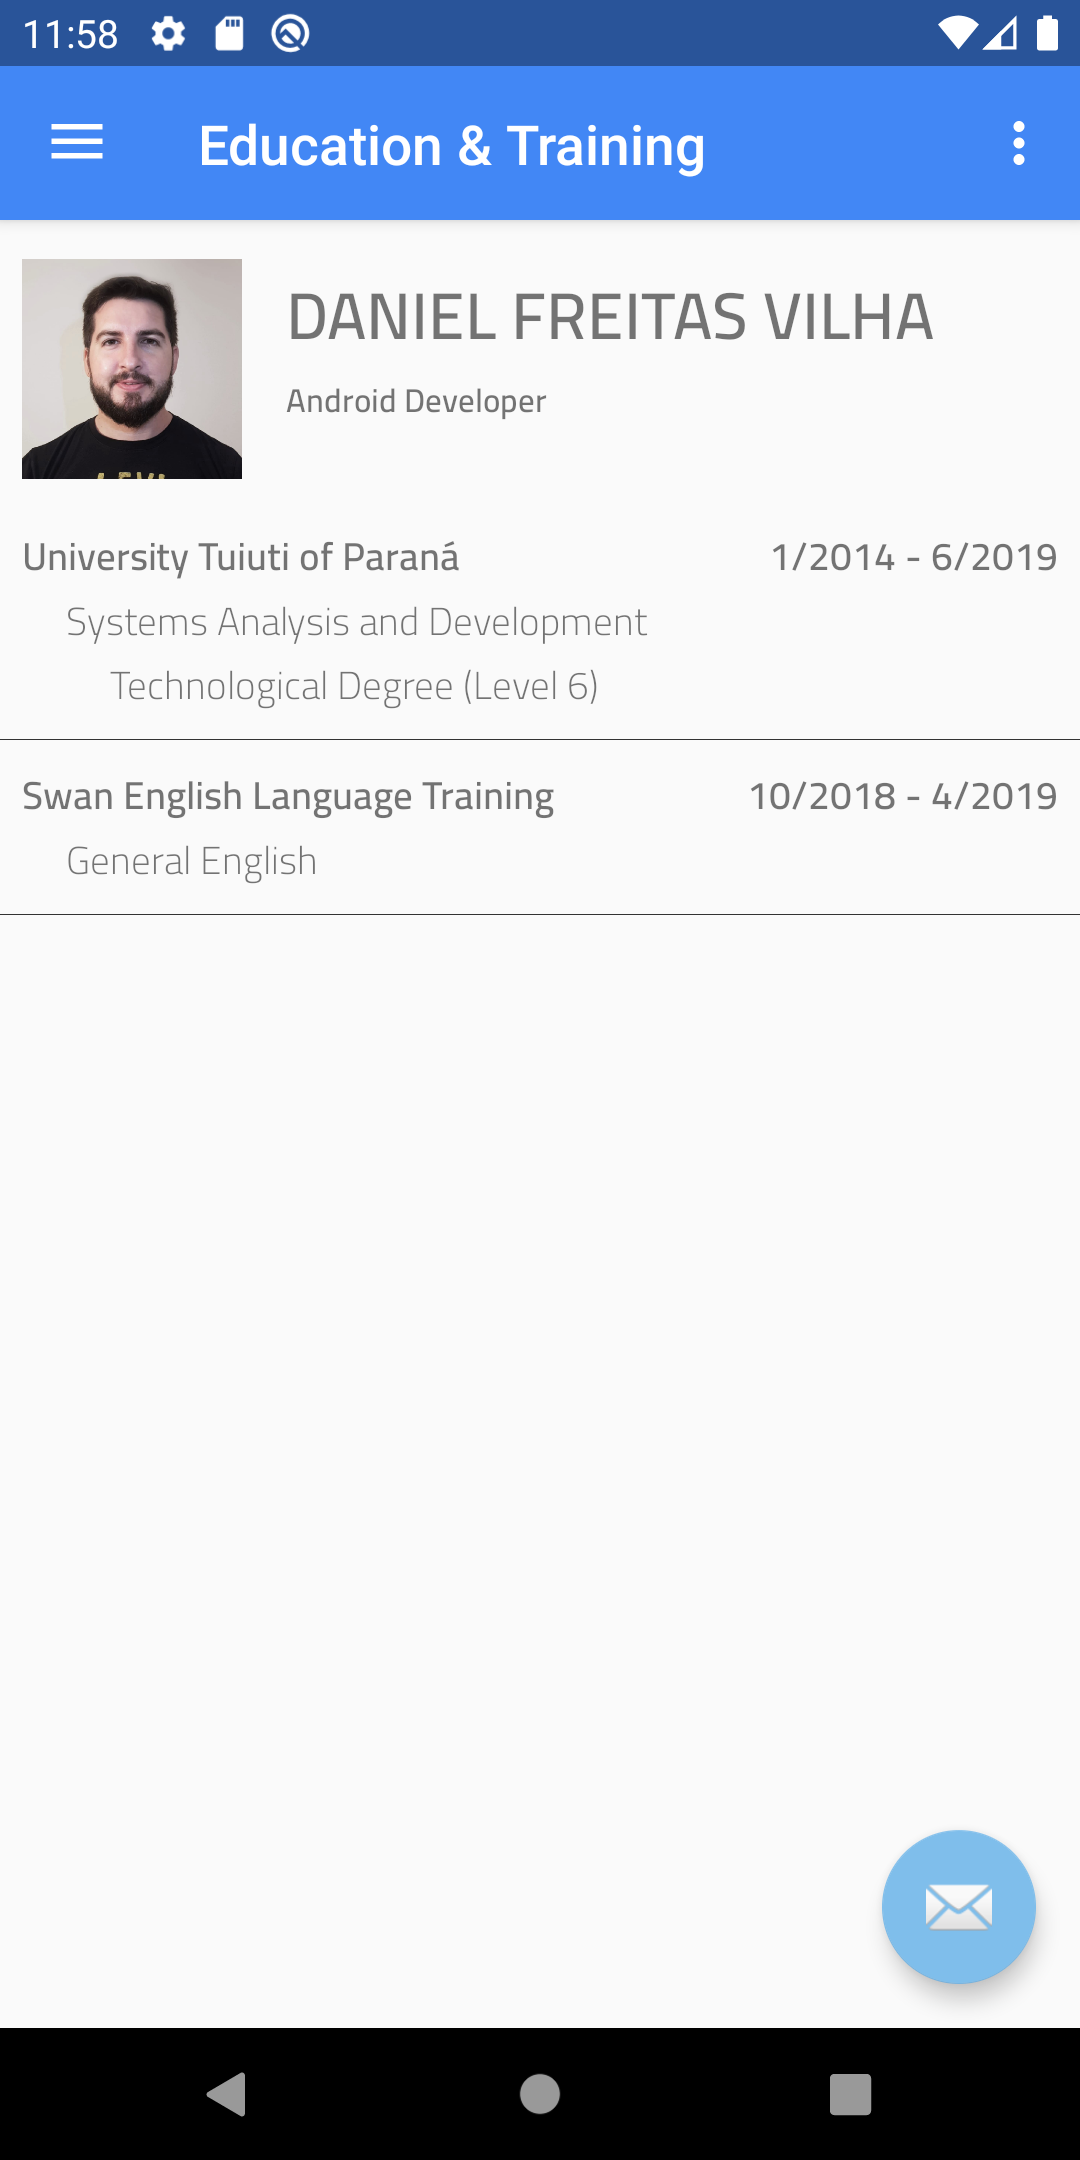 11:58
Education & Training
DANIEL FREITAS VILHA
Android Developer
University Tuiuti of Paraná 1/2014 - 6/2019
Systems Analysis and Development
Technological Degree (Level 6)
Swan English Language Training 10/2018 - 4/2019
General English